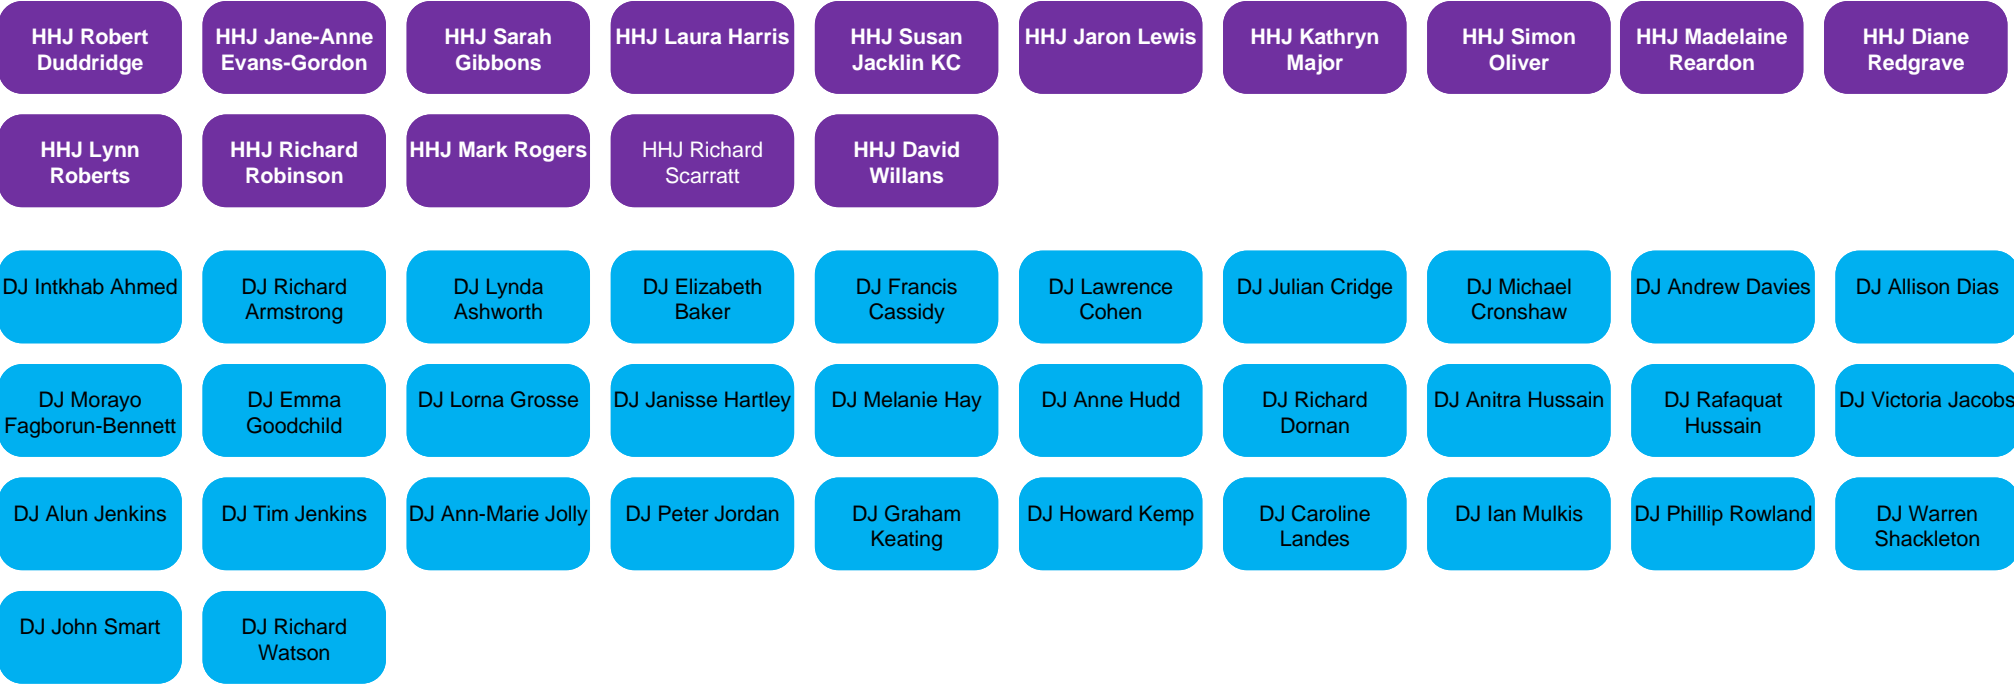 HHJ Robert
Duddridge
HHJ Jane-Anne
Evans-Gordon
HHJ Sarah
Gibbons
HHJ Laura Harris
HHJ Susan
Jacklin KC
HHJ Jaron Lewis
HHJ Kathryn
Major
HHJ Simon
Oliver
HHJ Madelaine
Reardon
HHJ Diane
Redgrave
HHJ Lynn
Roberts
HHJ Richard
Robinson
HHJ Mark Rogers
HHJ Richard
Scarratt
HHJ David
Willans
DJ Intkhab Ahmed
DJ Richard
Armstrong
DJ Lynda
Ashworth
DJ Elizabeth
Baker
DJ Francis
Cassidy
DJ Lawrence
Cohen
DJ Julian Cridge
DJ Michael
Cronshaw
DJ Andrew Davies
DJ Allison Dias
DJ Morayo
Fagborun-Bennett
DJ Emma
Goodchild
DJ Lorna Grosse
DJ Janisse Hartley
DJ Melanie Hay
DJ Anne Hudd
DJ Richard
Dornan
DJ Anitra Hussain
DJ Rafaquat
Hussain
DJ Victoria Jacobs
DJ Alun Jenkins
DJ Tim Jenkins
DJ Ann-Marie Jolly
DJ Peter Jordan
DJ Graham
Keating
DJ Howard Kemp
DJ Caroline
Landes
DJ Ian Mulkis
DJ Phillip Rowland
DJ Warren
Shackleton
DJ John Smart
DJ Richard
Watson